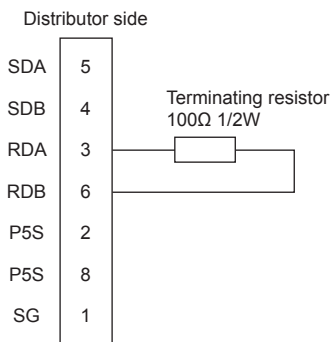 Distributor side
SDA 5
SDB 4
Terminating resistor
100Ω 1/2W
RDA 3
RDB 6
P5S 2
P5S 8
SG 1